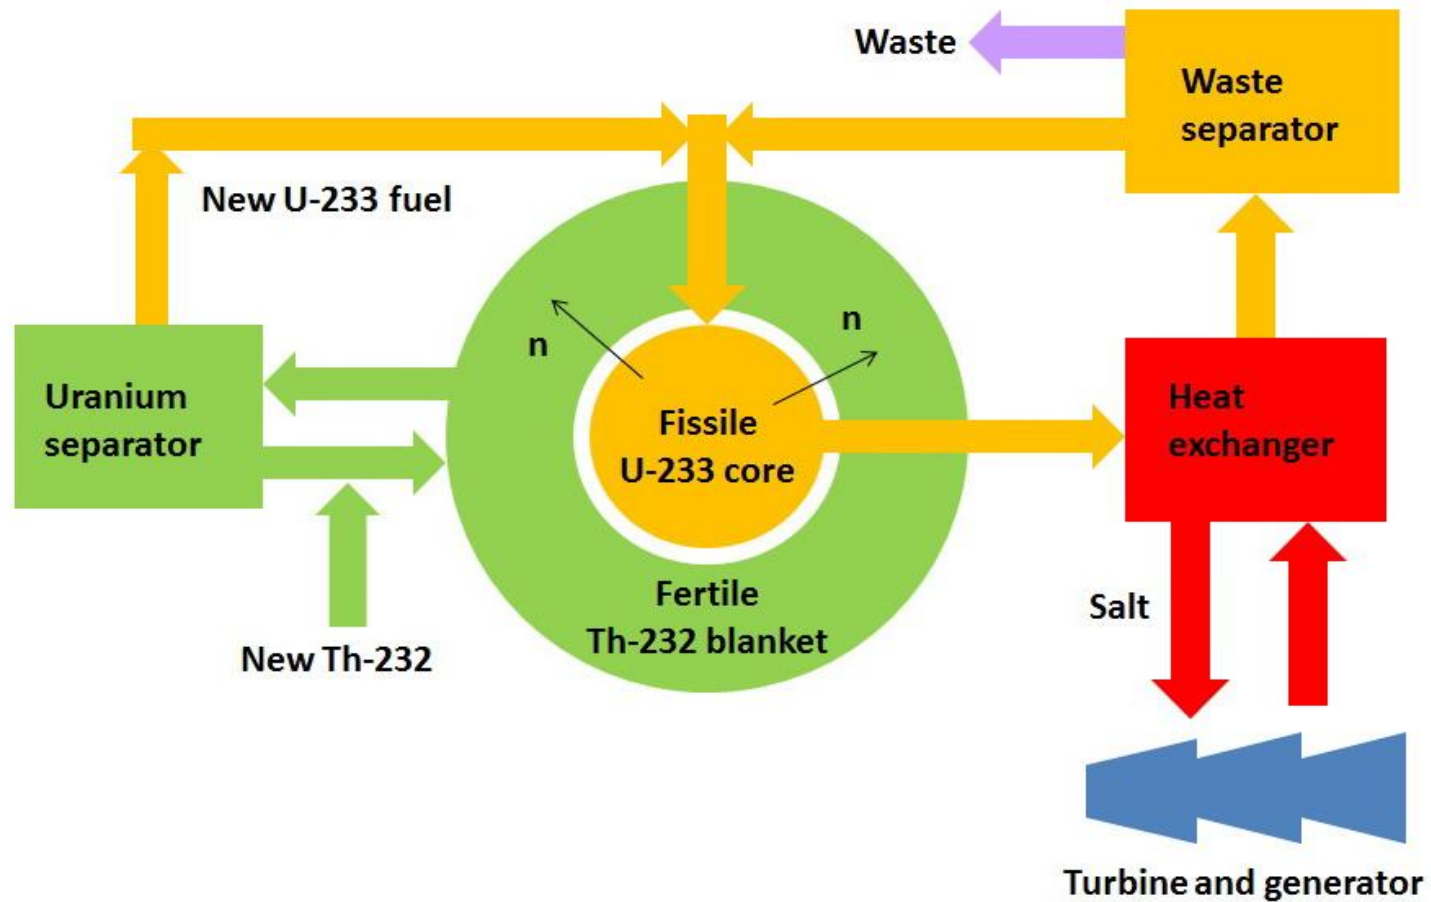 Waste
Waste
separator
New U-233 fuel
n
n
Uranium
separator
Fissile
U-233 core
Heat
exchanger
Fertile
Th-232 blanket
Salt
New Th-232
Turbine and generator